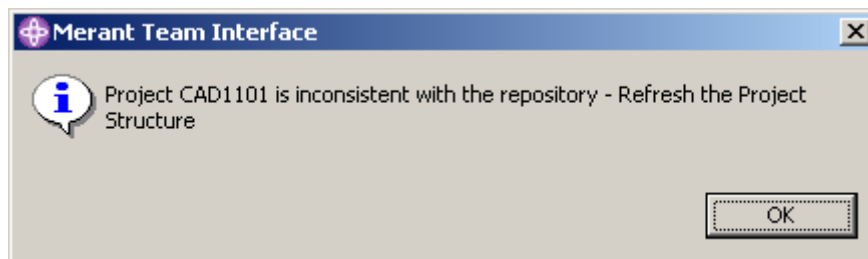 Merant Team Interface
Project CAD1101 is inconsistent with the repository - Refresh the Project
Structure
OK